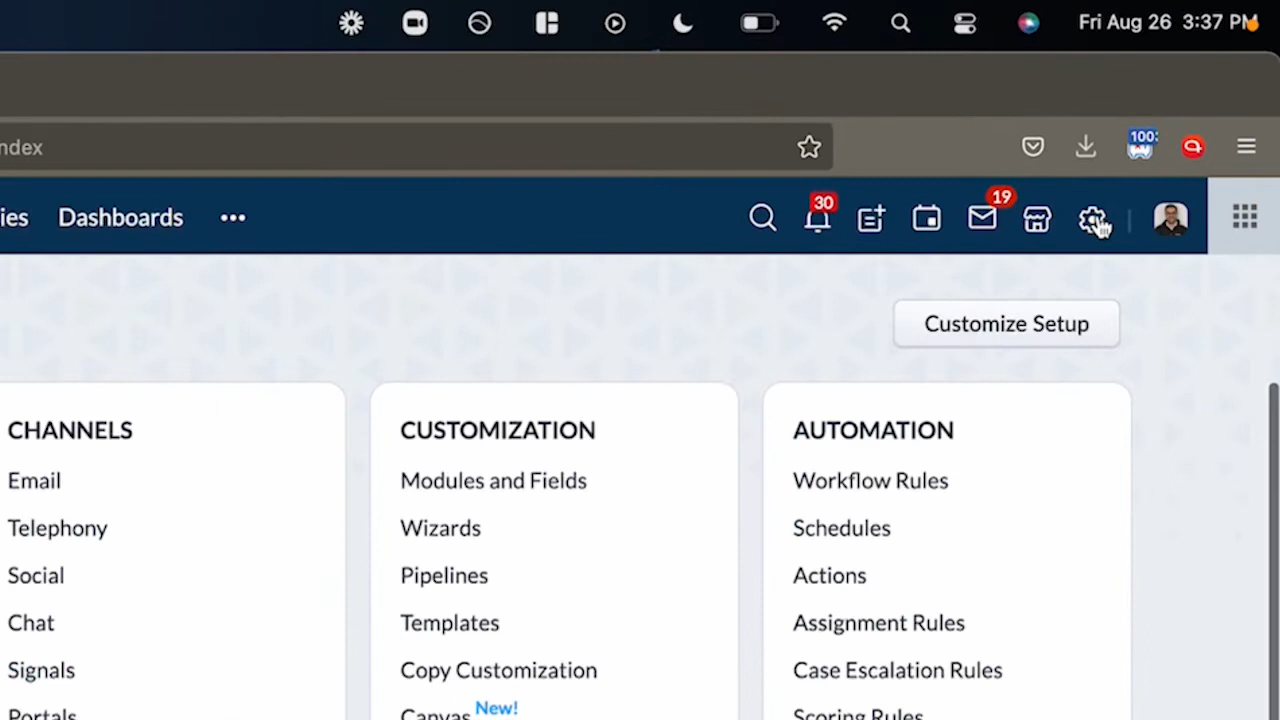 Fri Aug 26 3:37 PM
ndex
100
ies Dashboards ••• 30 19
Customize Setup
CHANNELS
Email
Telephony
Social
Chat
Signals
Portals
CUSTOMIZATION
Modules and Fields
Wizards
Pipelines
Templates
Copy Customization
Canvas New!
AUTOMATION
Workflow Rules
Schedules
Actions
Assignment Rules
Case Escalation Rules
Scoring Rules